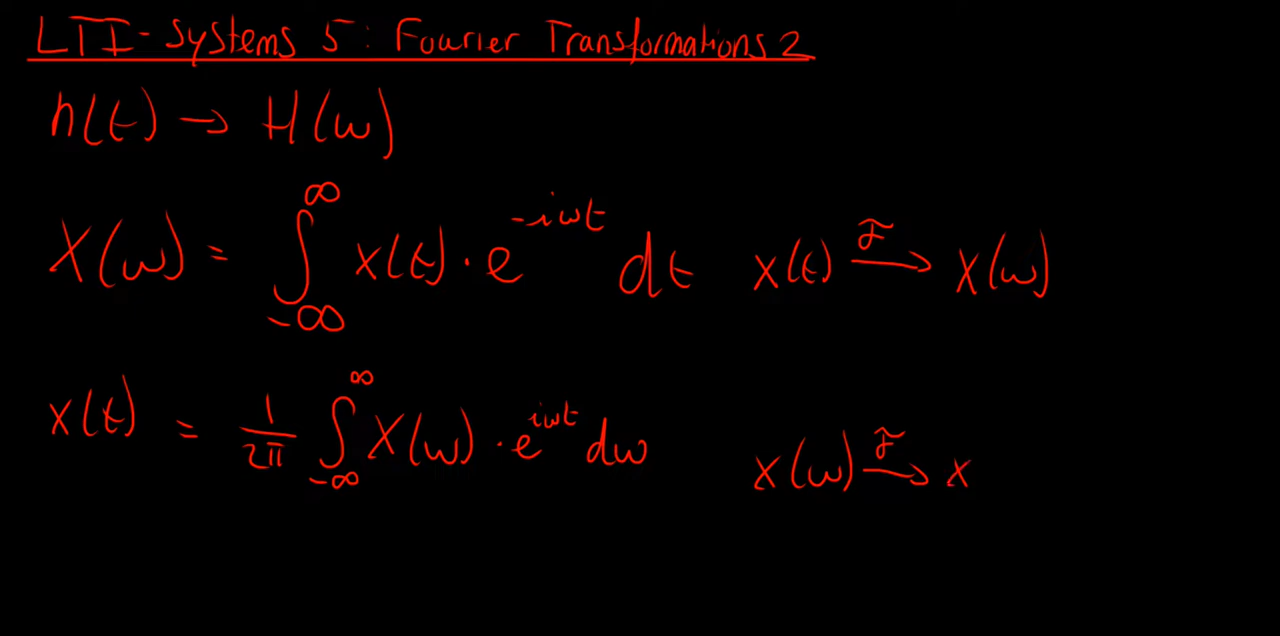 LTI-Systems 5: Fourier Transformations 2
h(t) → H(ω)
X(ω) = ∫_{-∞}^{∞} x(t) · e^{-iωt} dt   x(t) —ℱ→ X(ω)
x(t) = 1/2π ∫_{-∞}^{∞} X(ω) · e^{iωt} dω   X(ω) —ℱ→ x